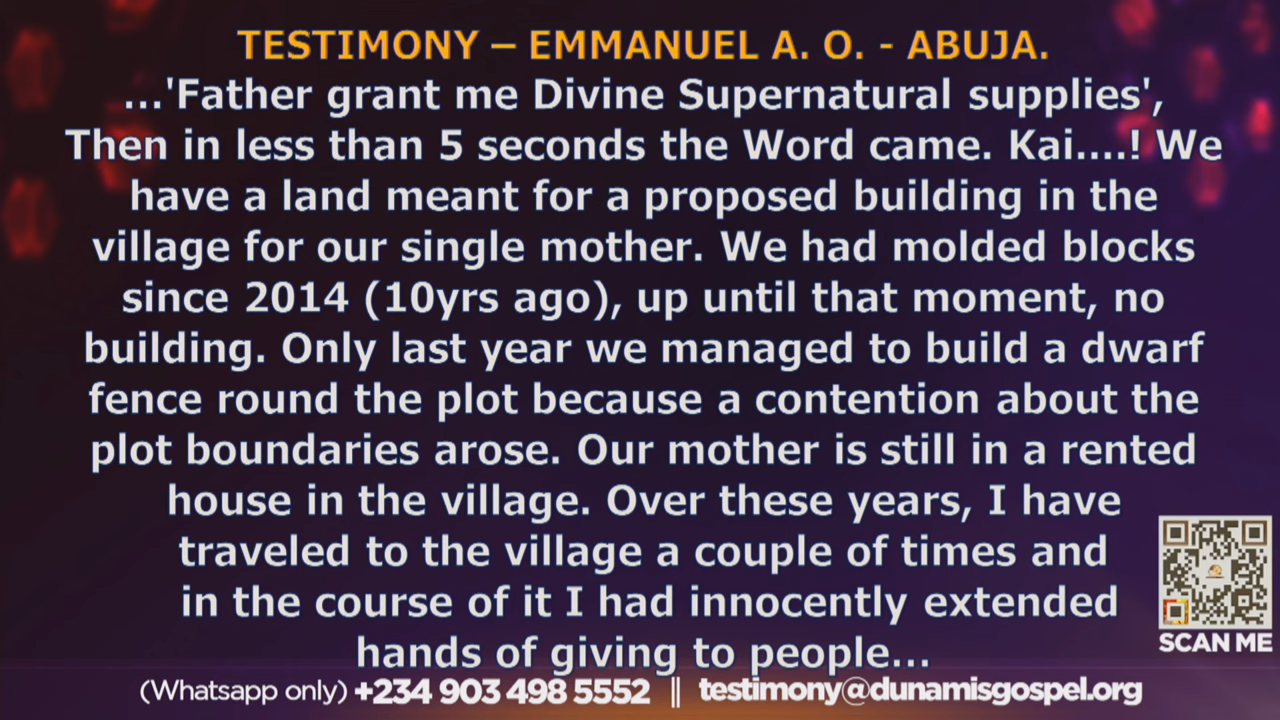 TESTIMONY – EMMANUEL A. O. - ABUJA.
...'Father grant me Divine Supernatural supplies',
Then in less than 5 seconds the Word came. Kai....! We
have a land meant for a proposed building in the
village for our single mother. We had molded blocks
since 2014 (10yrs ago), up until that moment, no
building. Only last year we managed to build a dwarf
fence round the plot because a contention about the
plot boundaries arose. Our mother is still in a rented
house in the village. Over these years, I have
traveled to the village a couple of times and
in the course of it I had innocently extended
hands of giving to people...
SCAN ME
(Whatsapp only) +234 903 498 5552 || testimony@dunamisgospel.org